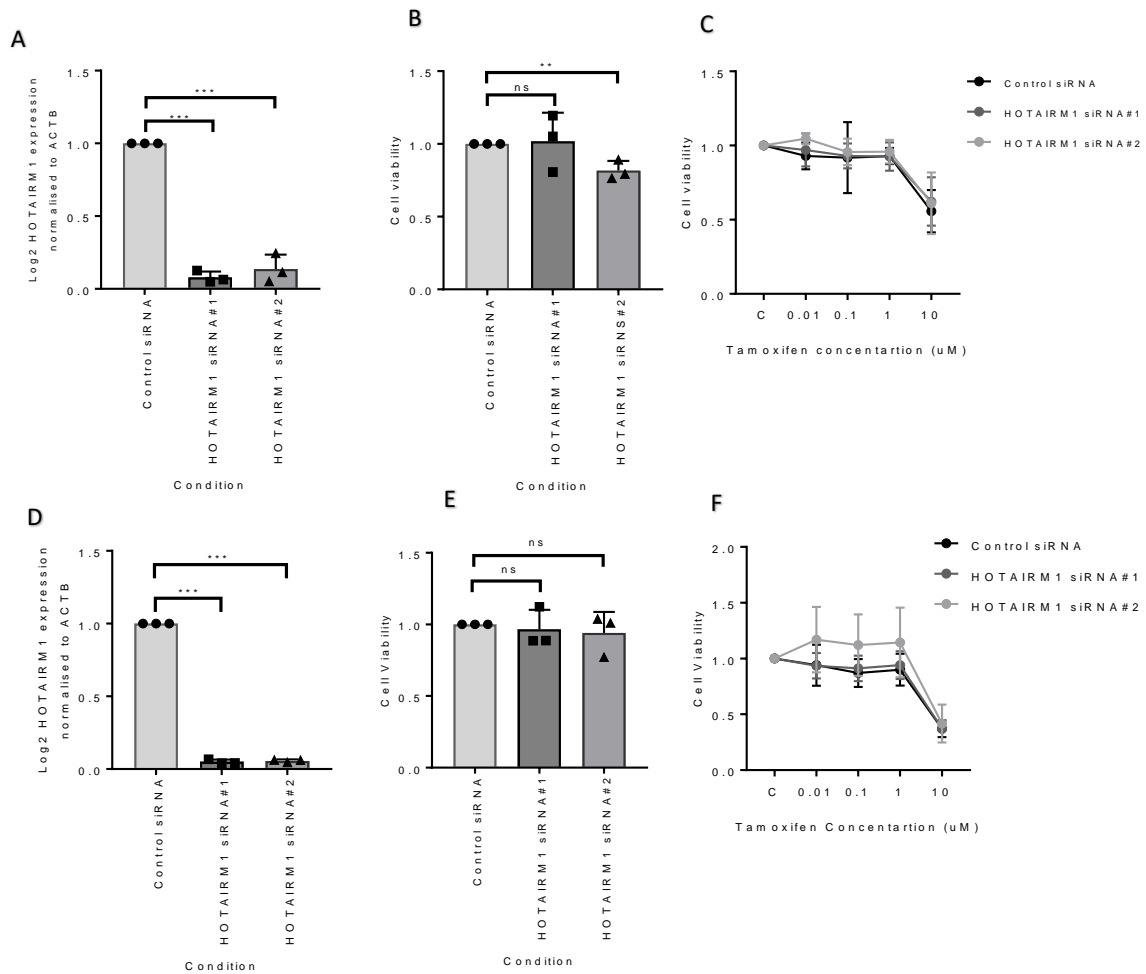 A
Log2 HOTAIRM1 expression
normalised to ACTB
1.5
1.0
0.5
0.0
***
***
Control siRNA
HOTAIRM1 siRNA#1
HOTAIRM1 siRNA#2
Condition
B
Cell viability
1.5
1.0
0.5
0.0
**
ns
Control siRNA
HOTAIRM1 siRNA#1
HOTAIRM1 siRNS#2
Condition
C
Cell viability
1.5
1.0
0.5
0.0
C 0.01 0.1 1 10
Tamoxifen concentartion (uM)
Control siRNA
HOTAIRM1 siRNA#1
HOTAIRM1 siRNA#2
D
Log2 HOTAIRM1 expression
normalised to ACTB
1.5
1.0
0.5
0.0
***
***
Control siRNA
HOTAIRM1 siRNA#1
HOTAIRM1 siRNA#2
Condition
E
Cell Viability
1.5
1.0
0.5
0.0
ns
ns
Control siRNA
HOTAIRM1 siRNA#1
HOTAIRM1 siRNA#2
Condition
F
Cell Viability
2.0
1.5
1.0
0.5
0.0
C 0.01 0.1 1 10
Tamoxifen Concentartion (uM)
Control siRNA
HOTAIRM1 siRNA#1
HOTAIRM1 siRNA#2